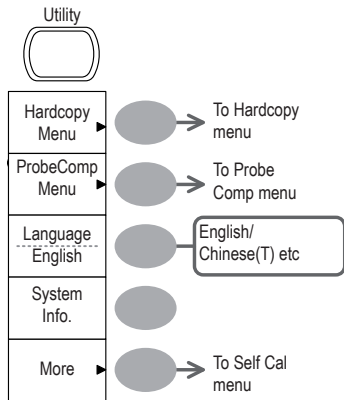 Utility
Hardcopy
Menu
To Hardcopy
menu
ProbeComp
Menu
To Probe
Comp menu
Language
English
English/
Chinese(T) etc
System
Info.
More
To Self Cal
menu